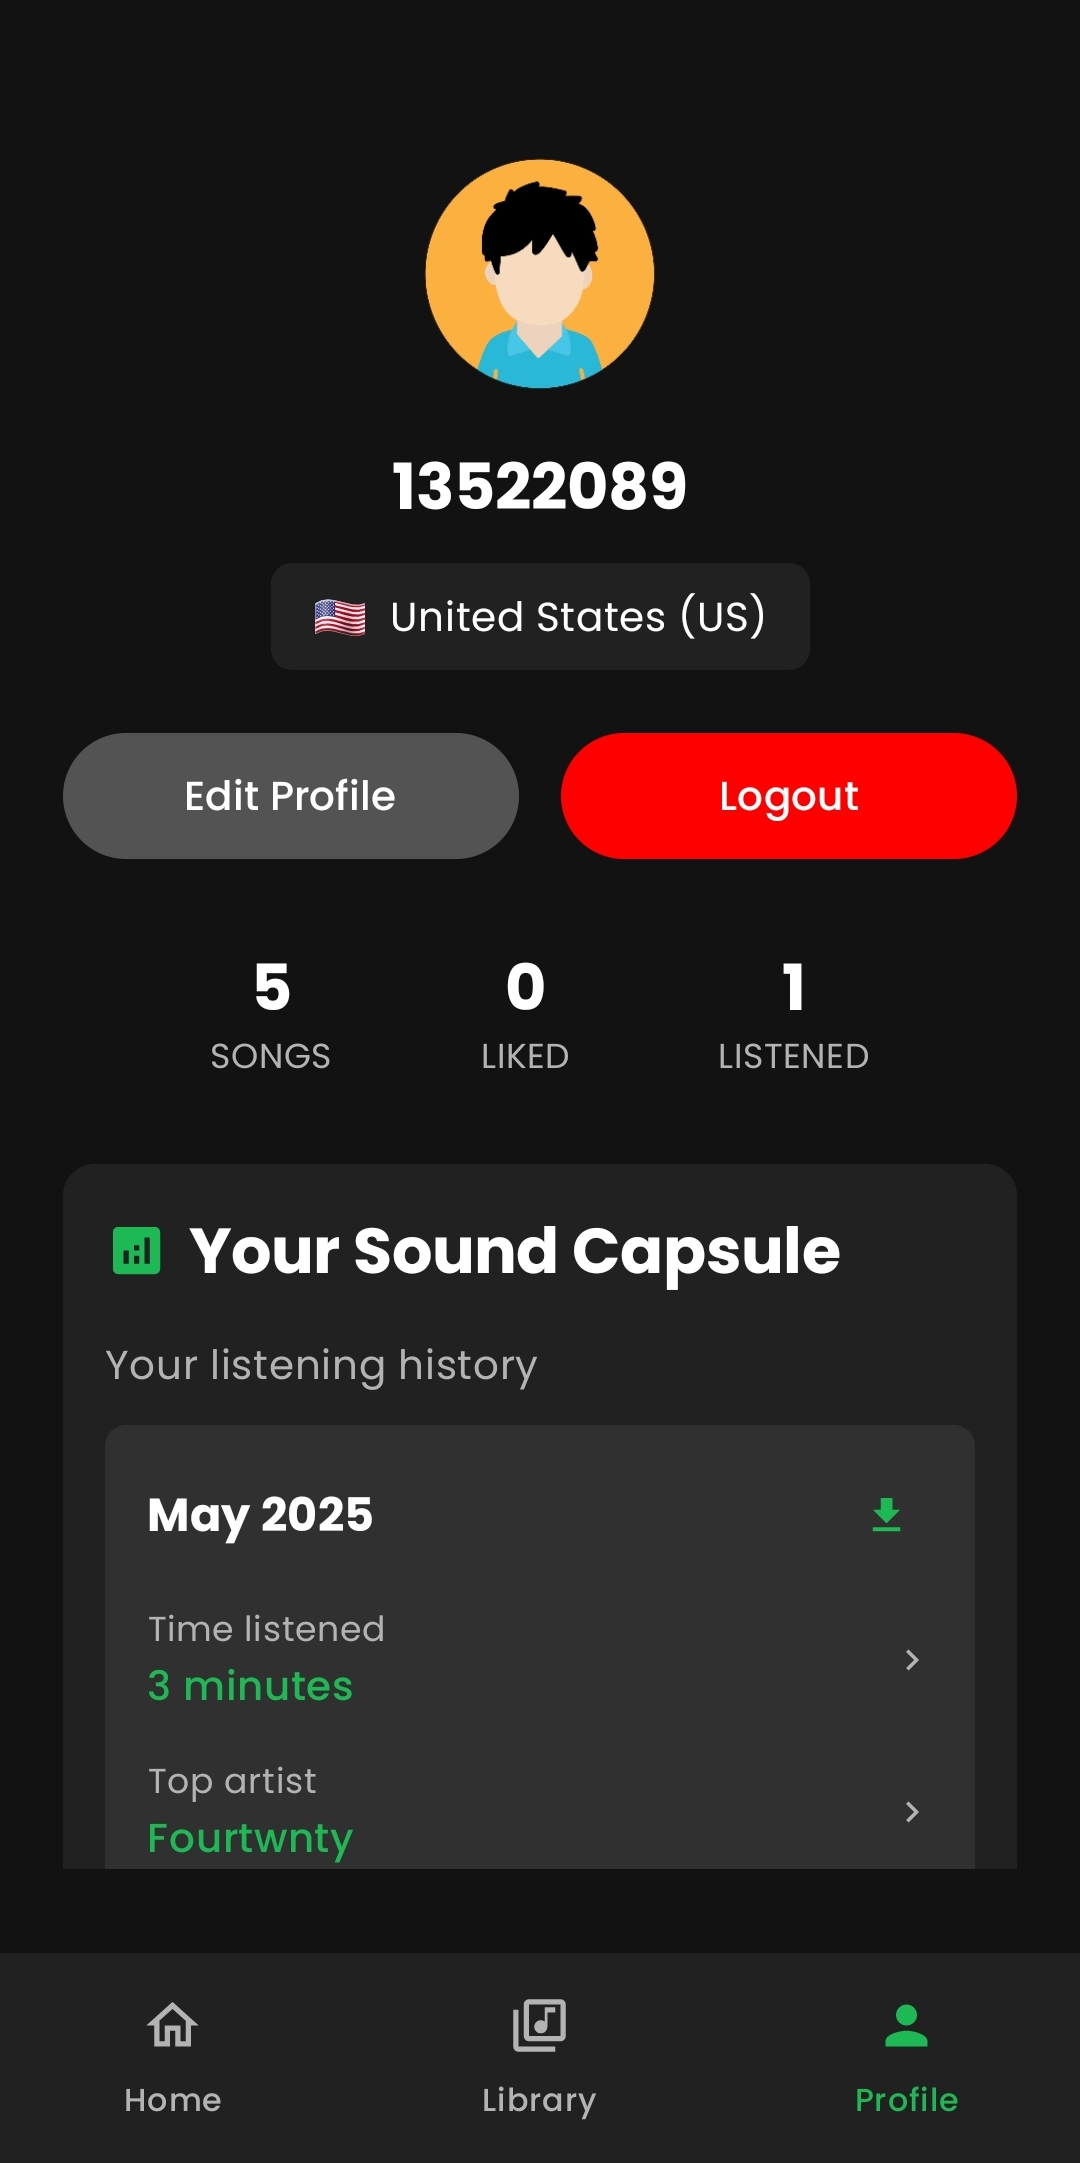 13522089
United States (US)
Edit Profile
Logout
5
0
1
SONGS
LIKED
LISTENED
Your Sound Capsule
Your listening history
May 2025
Time listened
3 minutes
Top artist
Fourtwnty
Home
Library
Profile